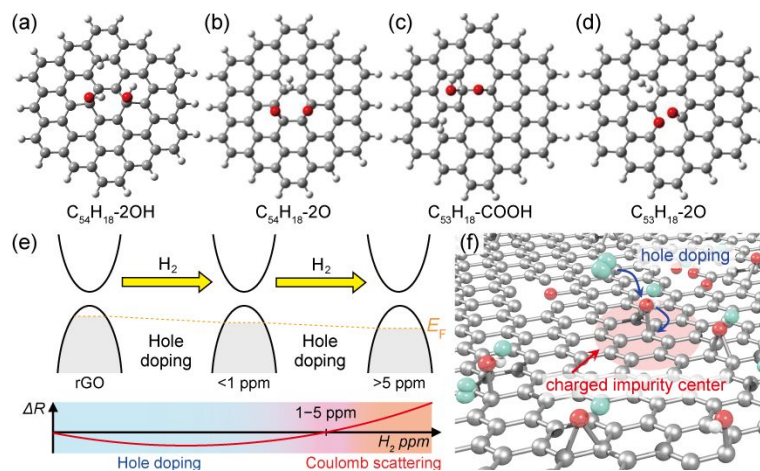 (a)
(b)
(c)
(d)
C₅₄H₁₈-2OH
C₅₄H₁₈-2O
C₅₃H₁₈-COOH
C₅₃H₁₈-2O
(e)
H₂
H₂
E_F
Hole
doping
Hole
doping
rGO
<1 ppm
>5 ppm
ΔR
1–5 ppm
H₂ ppm
Hole doping
Coulomb scattering
(f)
hole doping
charged impurity center